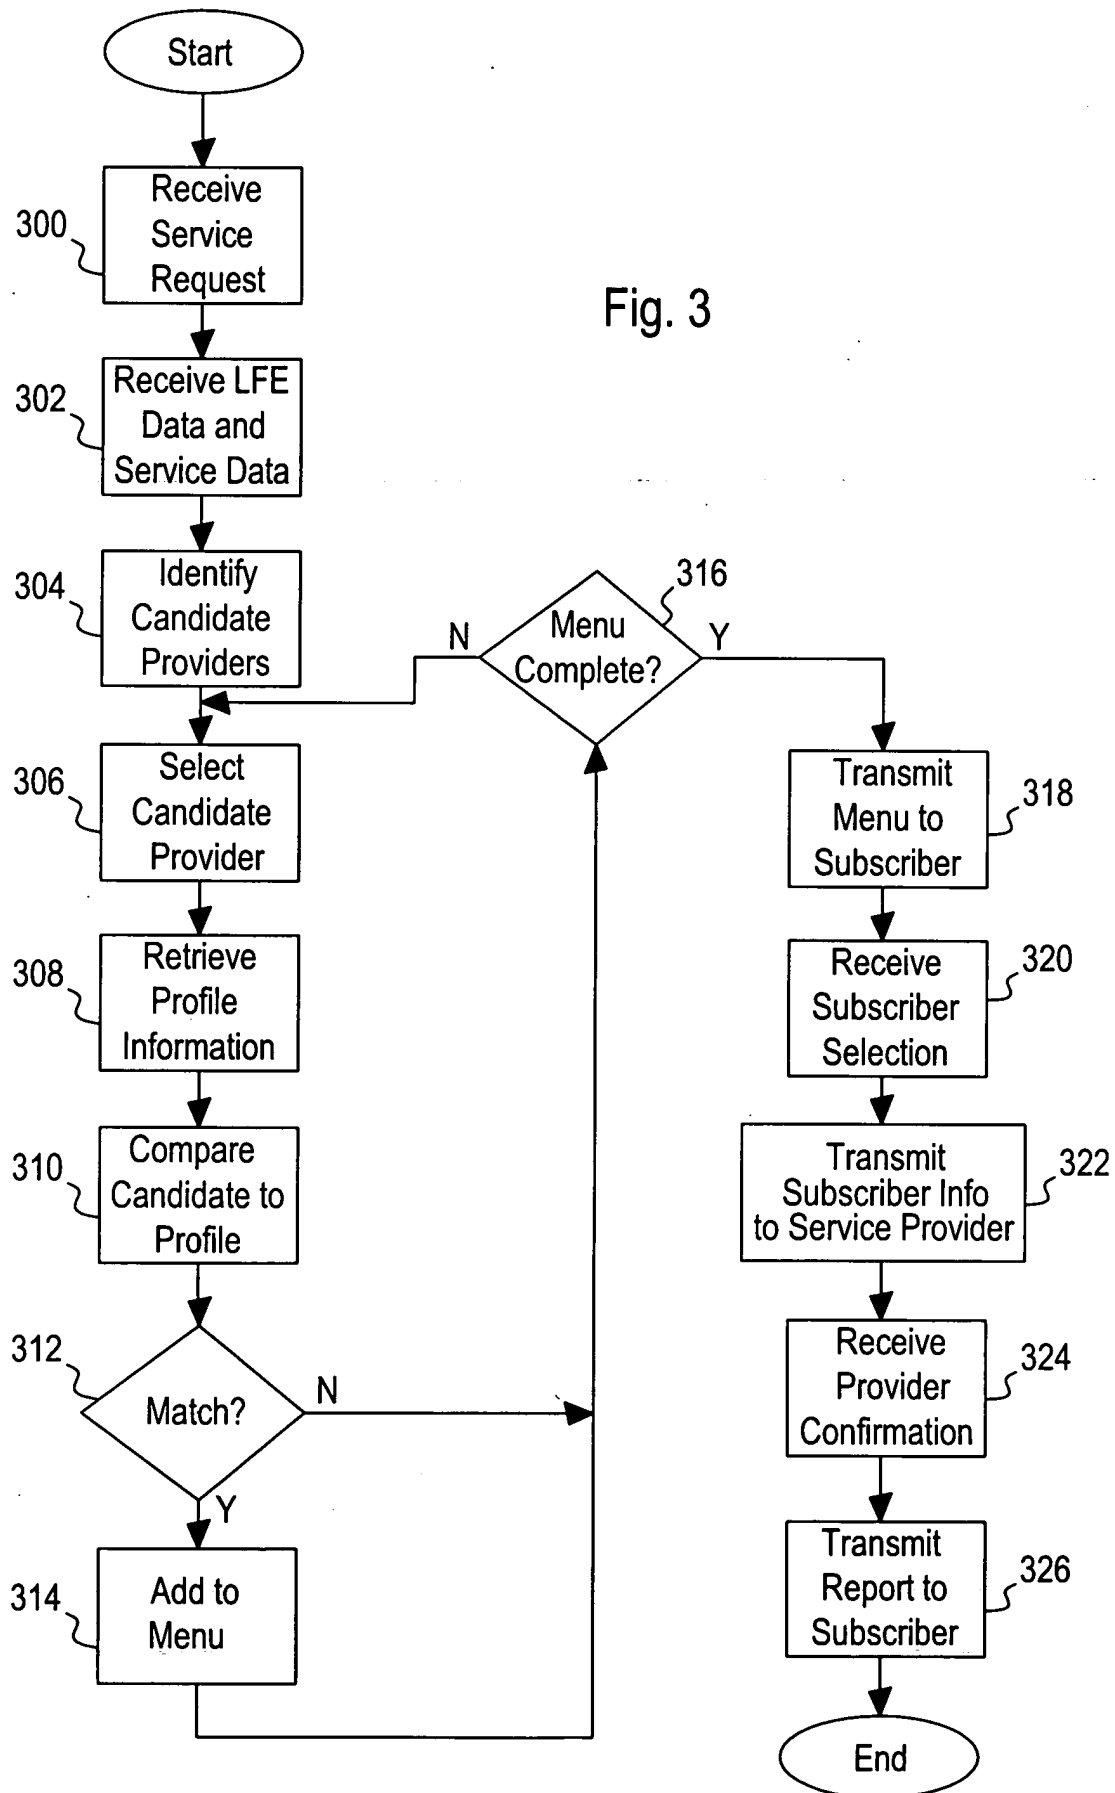 Start
300
Receive
Service
Request
Fig. 3
302
Receive LFE
Data and
Service Data
304
Identify
Candidate
Providers
316
Menu
Complete?
N
Y
306
Select
Candidate
Provider
308
Retrieve
Profile
Information
310
Compare
Candidate to
Profile
312
Match?
N
Y
314
Add to
Menu
318
Transmit
Menu to
Subscriber
320
Receive
Subscriber
Selection
322
Transmit
Subscriber Info
to Service Provider
324
Receive
Provider
Confirmation
326
Transmit
Report to
Subscriber
End